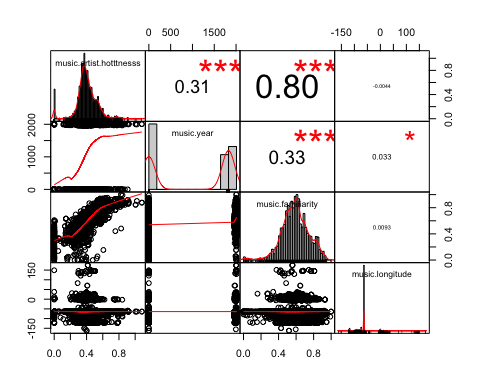 0 500 1500
-150 0 100
music.artist.hotttnesss
0.31
***
0.80
***
-0.0044
0.0 0.4 0.8
0 1000 2000
music.year
0.33
***
0.033
*
music.familiarity
0.0093
0.0 0.4 0.8
-150 0 150
music.longitude
0.0 0.4 0.8
0.0 0.4 0.8